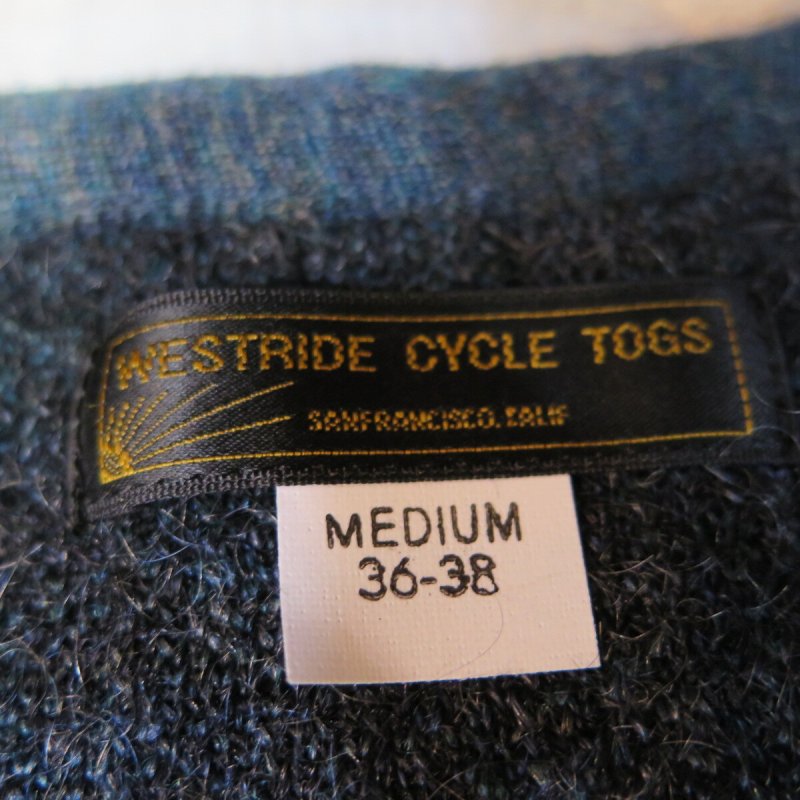 WESTRIDE CYCLE TOGS
SANFRANCISCO.CALIF
MEDIUM
36-38